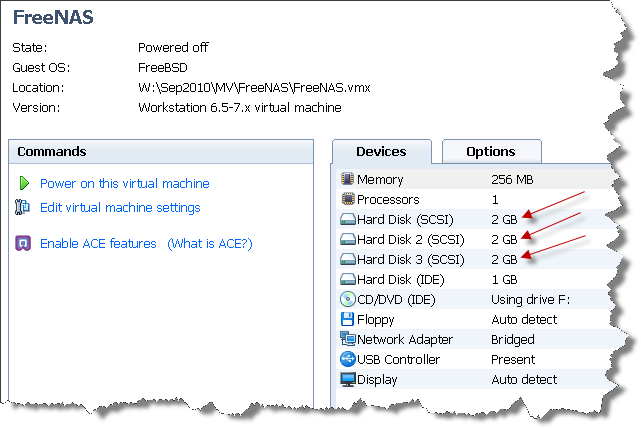 FreeNAS
State: Powered off
Guest OS: FreeBSD
Location: W:\Sep2010\MV\FreeNAS\FreeNAS.vmx
Version: Workstation 6.5-7.x virtual machine
Commands
Power on this virtual machine
Edit virtual machine settings
Enable ACE features (What is ACE?)
Devices Options
Memory 256 MB
Processors 1
Hard Disk (SCSI) 2 GB
Hard Disk 2 (SCSI) 2 GB
Hard Disk 3 (SCSI) 2 GB
Hard Disk (IDE) 1 GB
CD/DVD (IDE) Using drive F:
Floppy Auto detect
Network Adapter Bridged
USB Controller Present
Display Auto detect